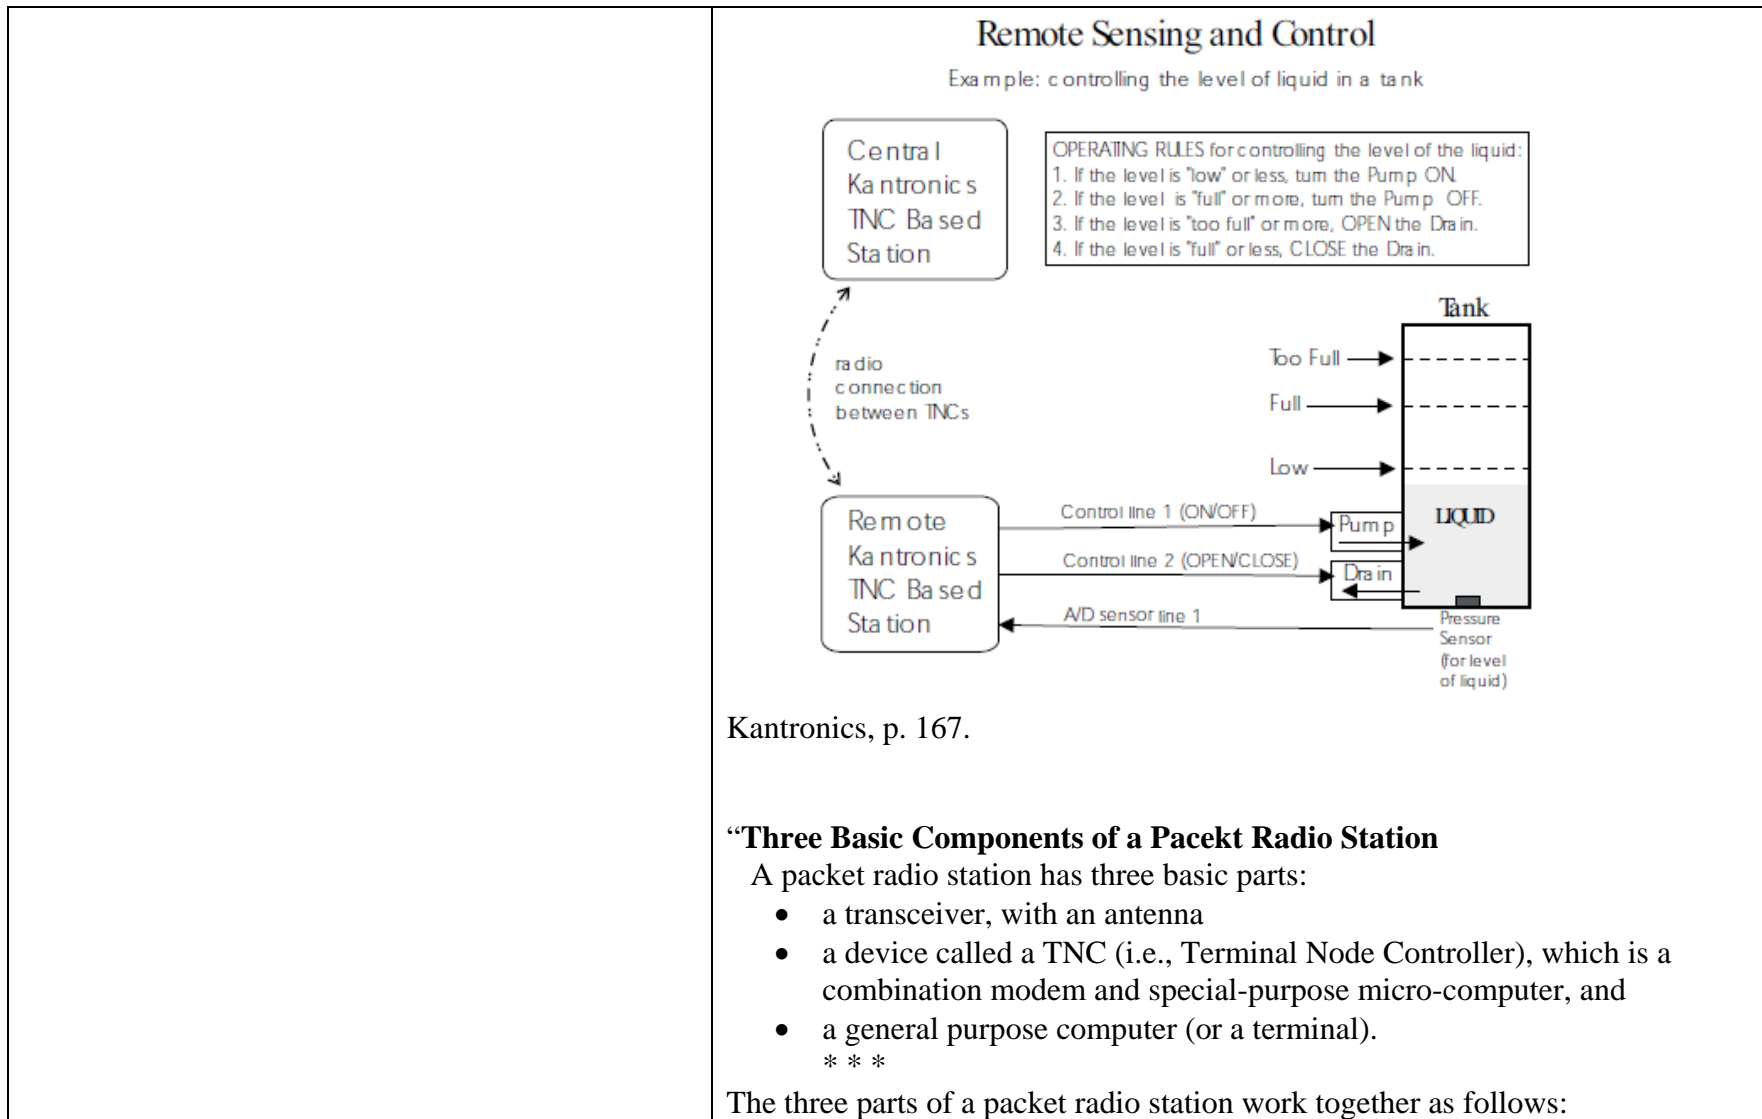 Remote Sensing and Control
Example: controlling the level of liquid in a tank
Central
Kantronics
TNC Based
Station
OPERATING RULES for controlling the level of the liquid:
1. If the level is "low" or less, turn the Pump ON.
2. If the level is "full" or more, turn the Pump OFF.
3. If the level is "too full" or more, OPEN the Drain.
4. If the level is "full" or less, CLOSE the Drain.
Tank
Too Full
Full
Low
radio
connection
between TNCs
Remote
Kantronics
TNC Based
Station
Control line 1 (ON/OFF)
Control line 2 (OPEN/CLOSE)
A/D sensor line 1
Pump
Drain
LIQUID
Pressure
Sensor
(for level
of liquid)
Kantronics, p. 167.
“Three Basic Components of a Pacekt Radio Station
A packet radio station has three basic parts:
• a transceiver, with an antenna
• a device called a TNC (i.e., Terminal Node Controller), which is a
combination modem and special-purpose micro-computer, and
• a general purpose computer (or a terminal).
* * *
The three parts of a packet radio station work together as follows: